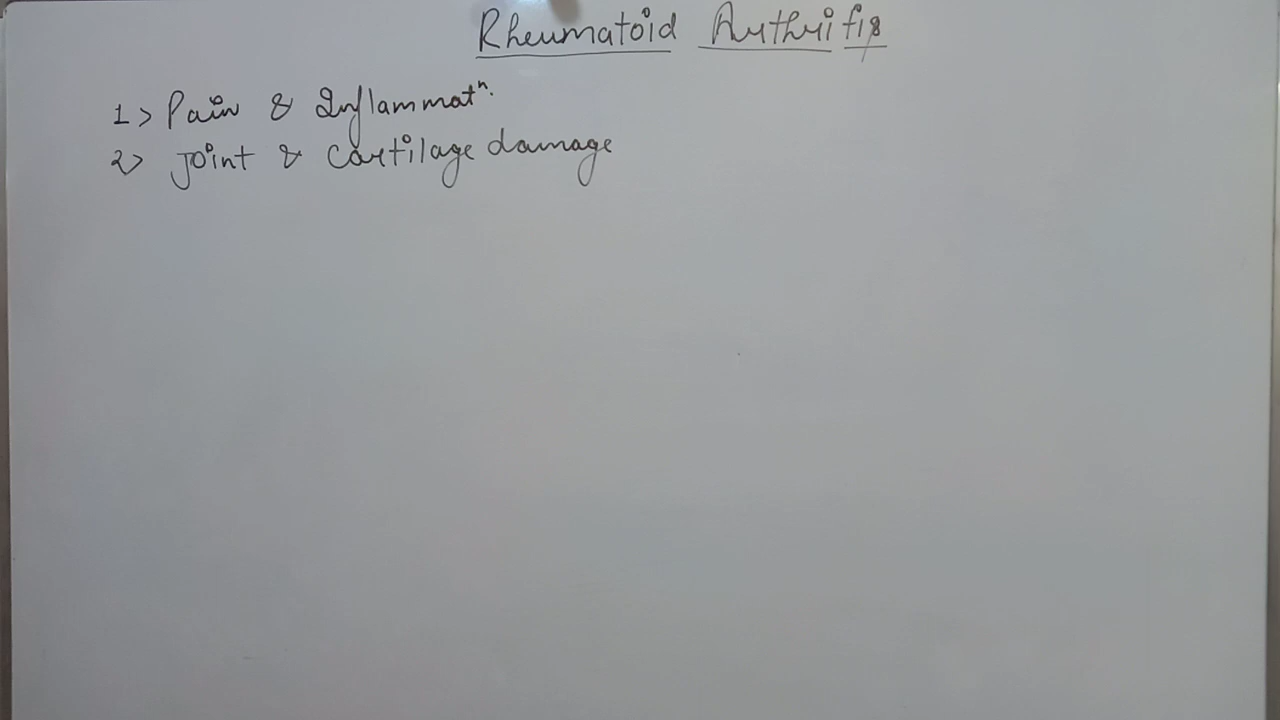 Rheumatoid Arthritis
1> Pain & Inflammatⁿ.
2> Joint & Cartilage damage